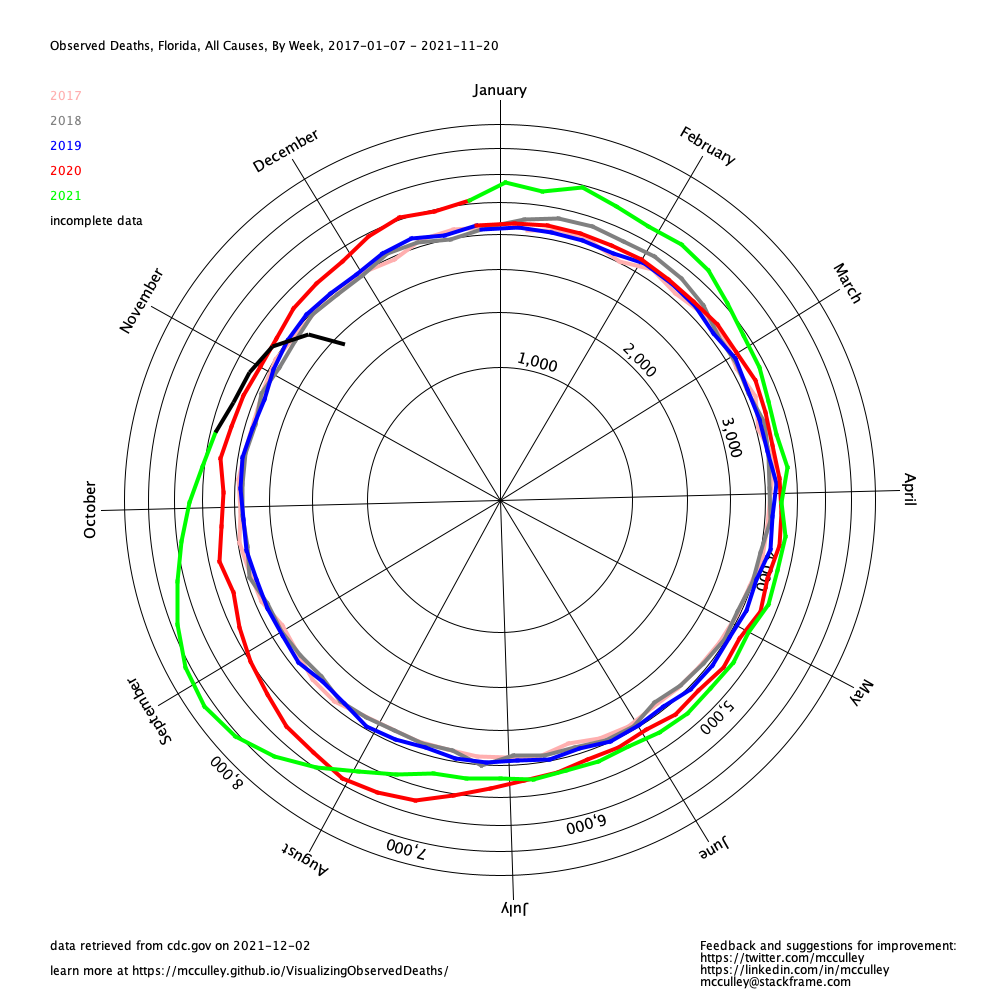 Observed Deaths, Florida, All Causes, By Week, 2017-01-07 - 2021-11-20
2017
2018
2019
2020
2021
incomplete data
January
February
March
April
May
June
July
August
September
October
November
December
1,000
2,000
3,000
4,000
5,000
6,000
7,000
8,000
data retrieved from cdc.gov on 2021-12-02
learn more at https://mcculley.github.io/VisualizingObservedDeaths/
Feedback and suggestions for improvement:
https://twitter.com/mcculley
https://linkedin.com/in/mcculley
mcculley@stackframe.com